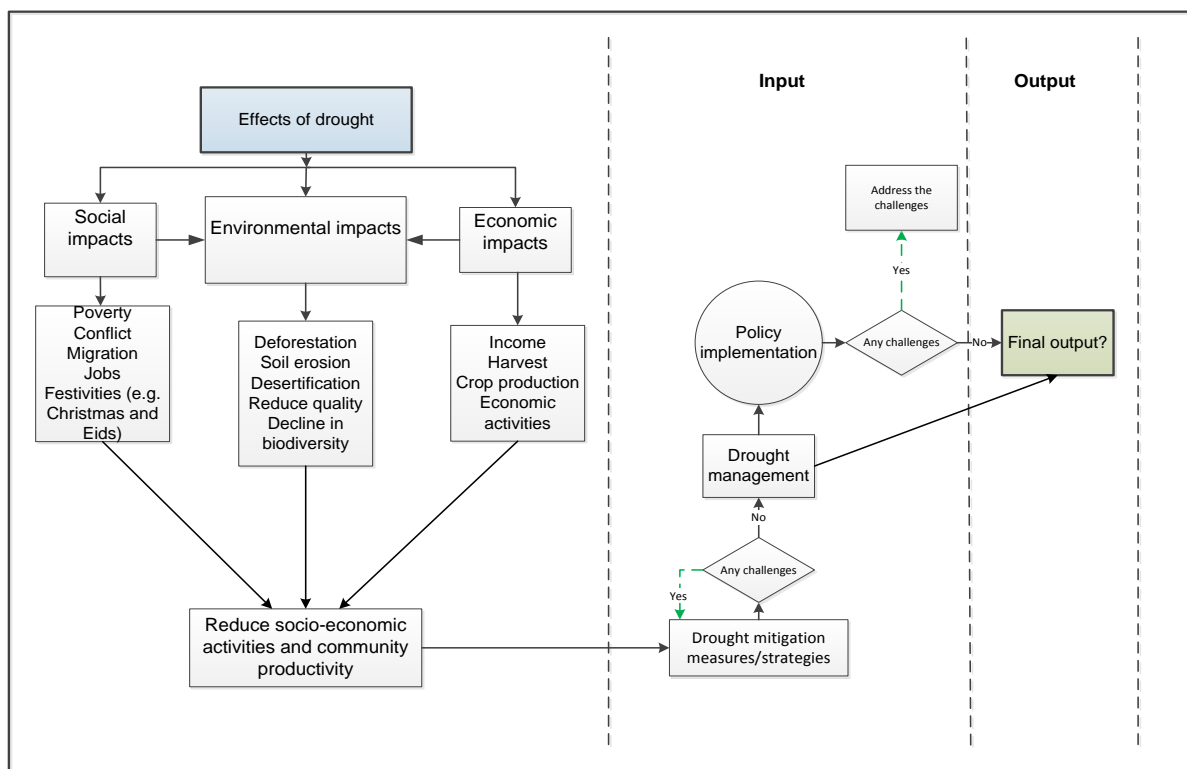 Input
Output
Effects of drought
Social
impacts
Environmental impacts
Economic
impacts
Poverty
Conflict
Migration
Jobs
Festivities (e.g.
Christmas and
Eids)
Deforestation
Soil erosion
Desertification
Reduce quality
Decline in
biodiversity
Income
Harvest
Crop production
Economic
activities
Reduce socio-economic
activities and community
productivity
Address the
challenges
Yes
Policy
implementation
Any challenges
No
Final output?
Drought
management
No
Any challenges
Yes
Drought mitigation
measures/strategies